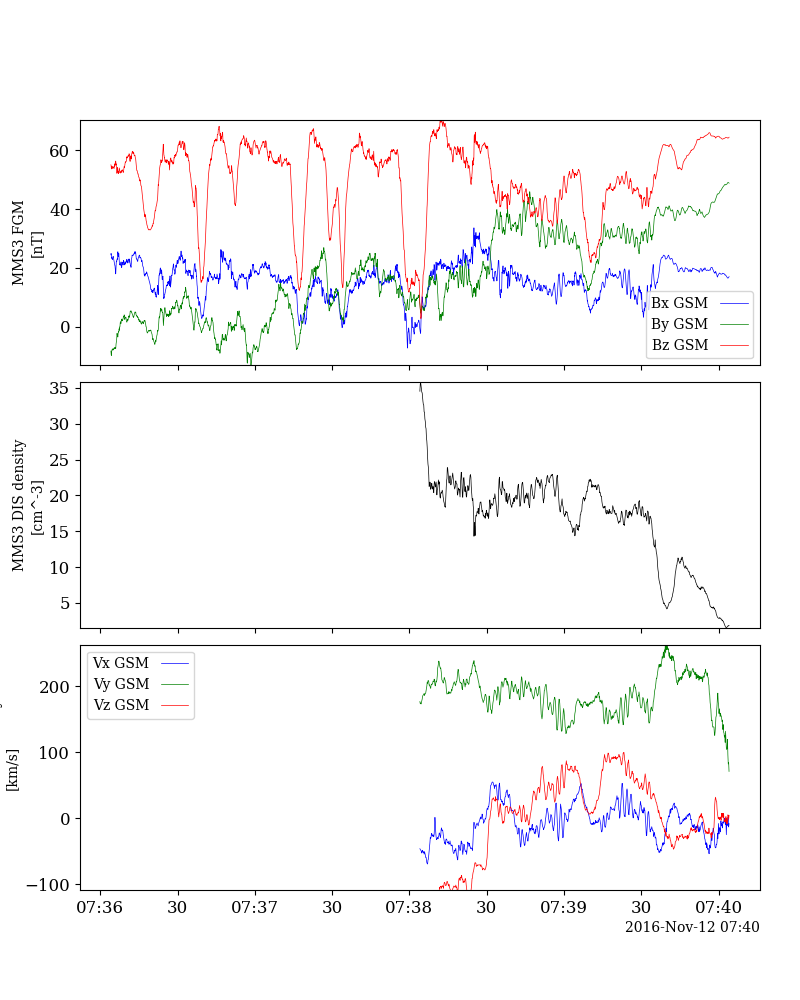 MMS3 FGM
[nT]
60
40
20
0
Bx GSM
By GSM
Bz GSM
MMS3 DIS density
[cm^-3]
35
30
25
20
15
10
5
[km/s]
200
100
0
−100
Vx GSM
Vy GSM
Vz GSM
07:36 30 07:37 30 07:38 30 07:39 30 07:40
2016-Nov-12 07:40